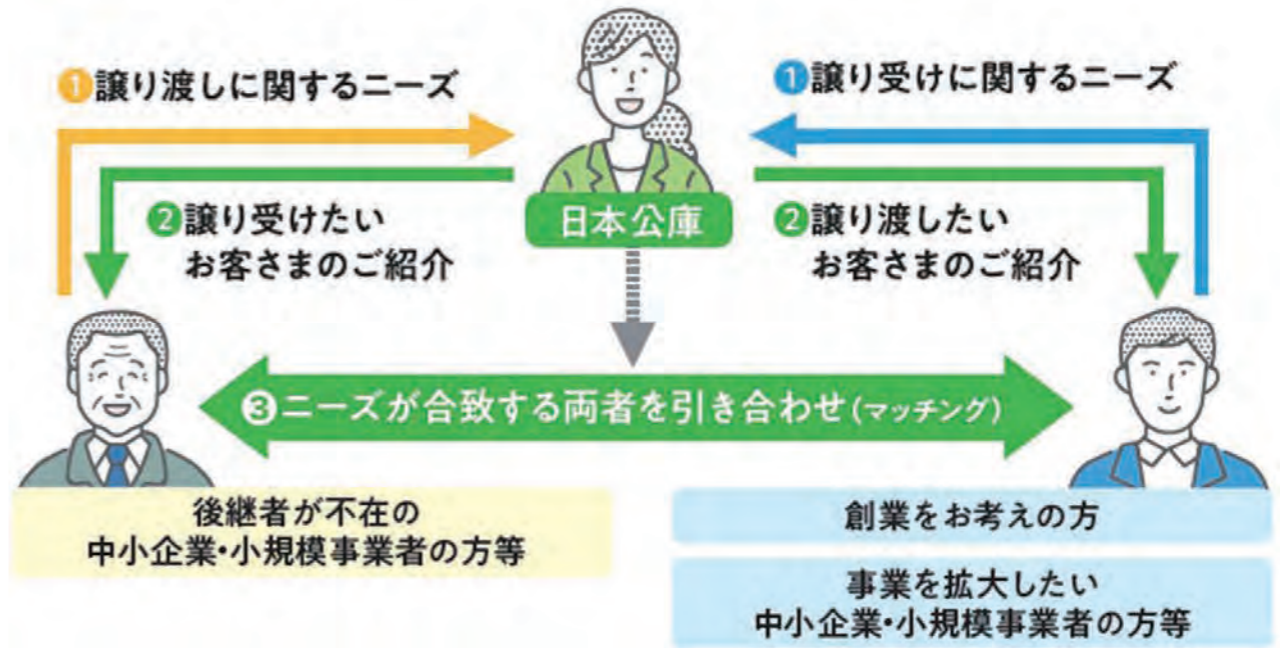 ①譲り渡しに関するニーズ
①譲り受けに関するニーズ
②譲り受けたい
お客さまのご紹介
日本公庫
②譲り渡したい
お客さまのご紹介
③ニーズが合致する両者を引き合わせ(マッチング)
後継者が不在の
中小企業・小規模事業者の方等
創業をお考えの方
事業を拡大したい
中小企業・小規模事業者の方等